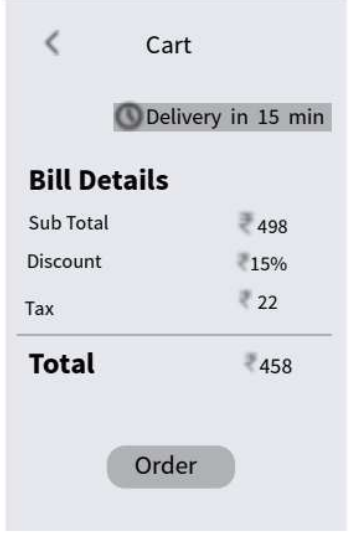 Cart
Delivery in 15 min
Bill Details
Sub Total ₹ 498
Discount ₹15%
Tax ₹ 22
Total ₹458
Order